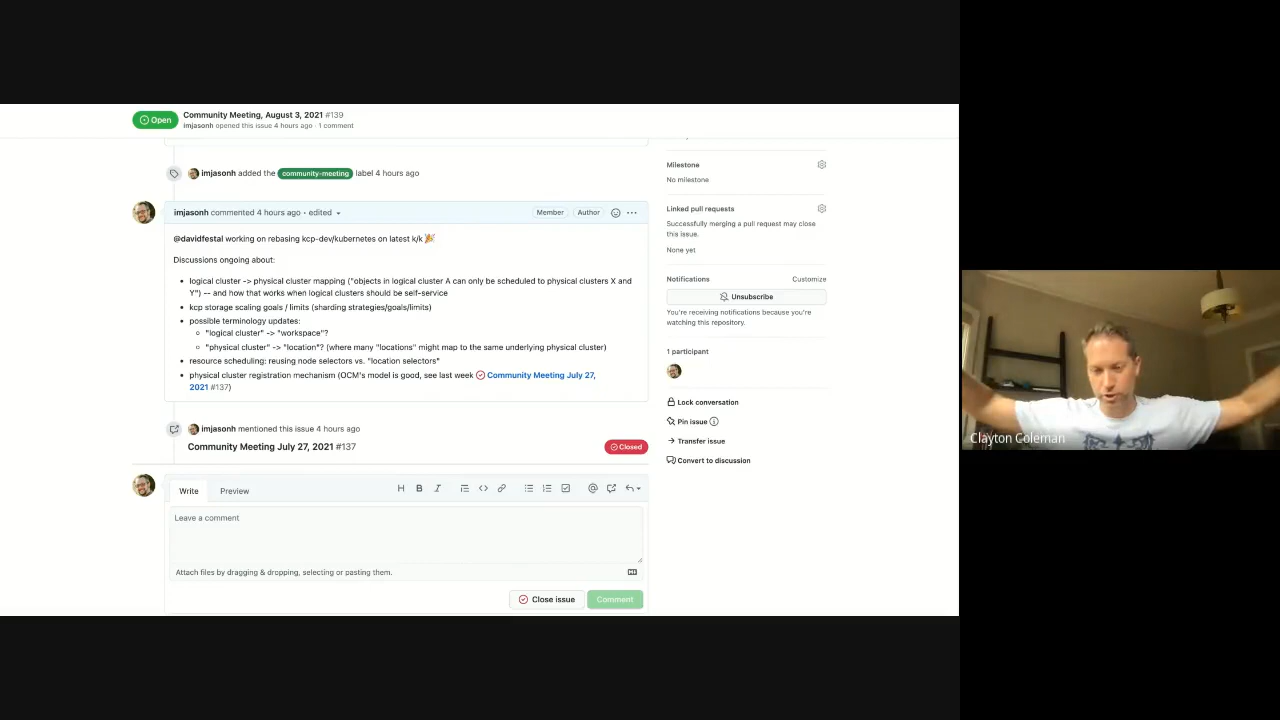 Open
Community Meeting, August 3, 2021 #139
imjasonh opened this issue 4 hours ago · 1 comment
imjasonh added the community-meeting label 4 hours ago
imjasonh commented 4 hours ago • edited
Member
Author
@davidfestal working on rebasing kcp-dev/kubernetes on latest k/k 🎉
Discussions ongoing about:
• logical cluster -> physical cluster mapping ("objects in logical cluster A can only be scheduled to physical clusters X and
Y") -- and how that works when logical clusters should be self-service
• kcp storage scaling goals / limits (sharding strategies/goals/limits)
• possible terminology updates:
◦ "logical cluster" -> "workspace"?
◦ "physical cluster" -> "location"? (where many "locations" might map to the same underlying physical cluster)
• resource scheduling: reusing node selectors vs. "location selectors"
• physical cluster registration mechanism (OCM's model is good, see last week Community Meeting July 27,
2021 #137)
imjasonh mentioned this issue 4 hours ago
Community Meeting July 27, 2021 #137
Closed
Write
Preview
Leave a comment
Attach files by dragging & dropping, selecting or pasting them.
Close issue
Comment
Milestone
No milestone
Linked pull requests
Successfully merging a pull request may close
this issue.
None yet
Notifications
Customize
Unsubscribe
You're receiving notifications because you're
watching this repository.
1 participant
Lock conversation
Pin issue
Transfer issue
Convert to discussion
Clayton Coleman